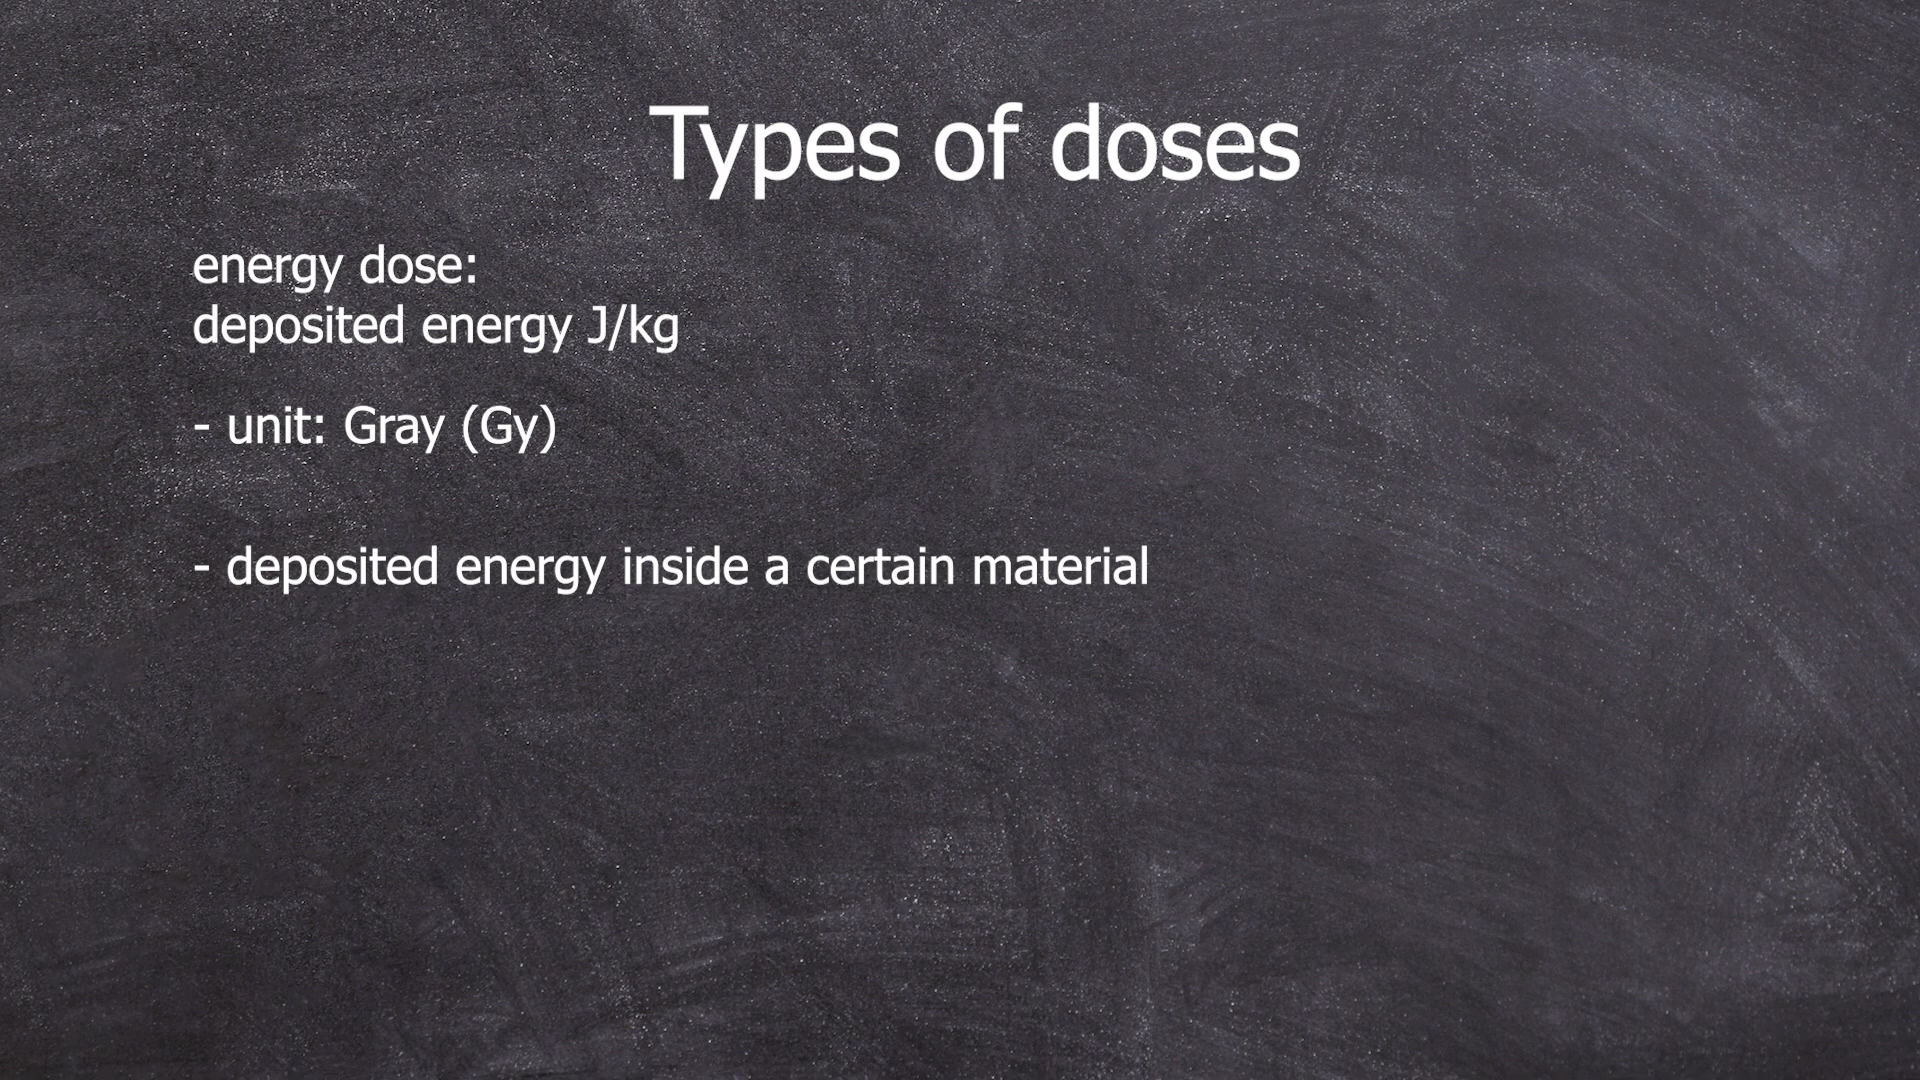 Types of doses
energy dose:
deposited energy J/kg
- unit: Gray (Gy)
- deposited energy inside a certain material